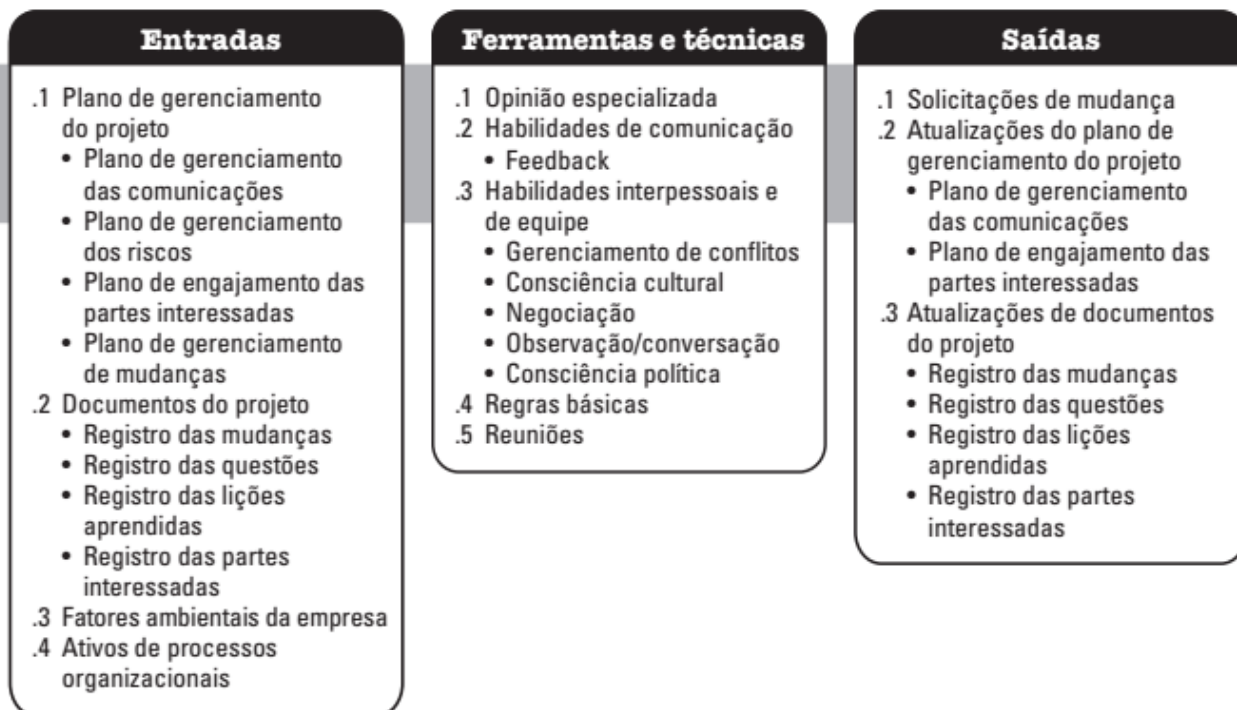 Entradas
.1 Plano de gerenciamento
do projeto
• Plano de gerenciamento
das comunicações
• Plano de gerenciamento
dos riscos
• Plano de engajamento das
partes interessadas
• Plano de gerenciamento
de mudanças
.2 Documentos do projeto
• Registro das mudanças
• Registro das questões
• Registro das lições
aprendidas
• Registro das partes
interessadas
.3 Fatores ambientais da empresa
.4 Ativos de processos
organizacionais
Ferramentas e técnicas
.1 Opinião especializada
.2 Habilidades de comunicação
• Feedback
.3 Habilidades interpessoais e
de equipe
• Gerenciamento de conflitos
• Consciência cultural
• Negociação
• Observação/conversação
• Consciência política
.4 Regras básicas
.5 Reuniões
Saídas
.1 Solicitações de mudança
.2 Atualizações do plano de
gerenciamento do projeto
• Plano de gerenciamento
das comunicações
• Plano de engajamento das
partes interessadas
.3 Atualizações de documentos
do projeto
• Registro das mudanças
• Registro das questões
• Registro das lições
aprendidas
• Registro das partes
interessadas